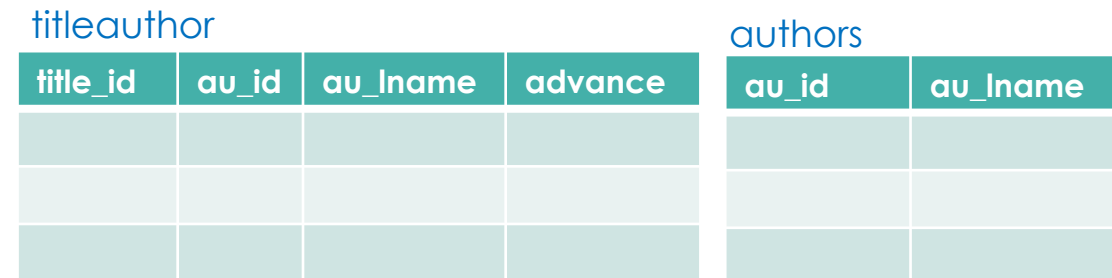 titleauthor
title_id au_id au_lname advance
authors
au_id au_lname